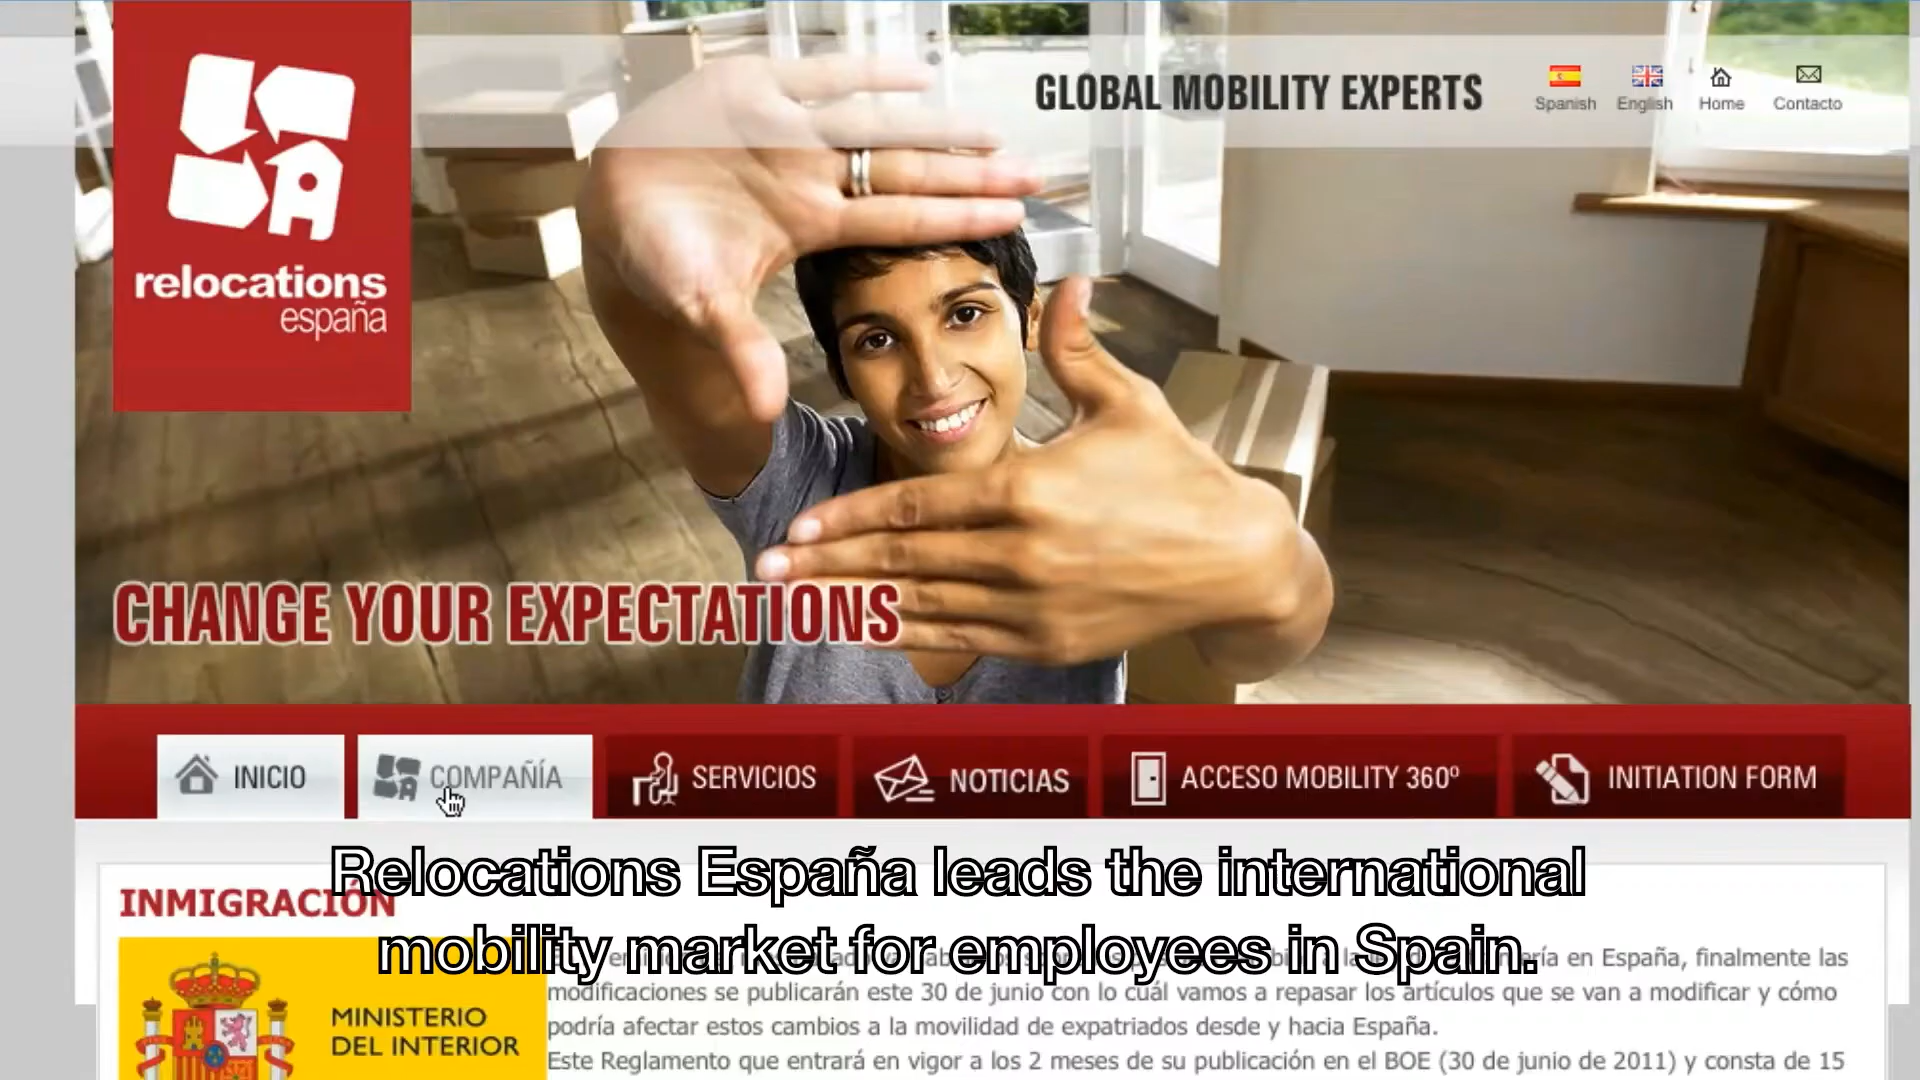 relocations
españa
GLOBAL MOBILITY EXPERTS
Spanish
English
Home
Contacto
CHANGE YOUR EXPECTATIONS
INICIO
COMPAÑÍA
SERVICIOS
NOTICIAS
ACCESO MOBILITY 360º
INITIATION FORM
Relocations España leads the international
mobility market for employees in Spain.
INMIGRACIÓN
MINISTERIO
DEL INTERIOR
en España, finalmente las
modificaciones se publicarán este 30 de junio con lo cuál vamos a repasar los artículos que se van a modificar y cómo
podría afectar estos cambios a la movilidad de expatriados desde y hacia España.
Este Reglamento que entrará en vigor a los 2 meses de su publicación en el BOE (30 de junio de 2011) y consta de 15